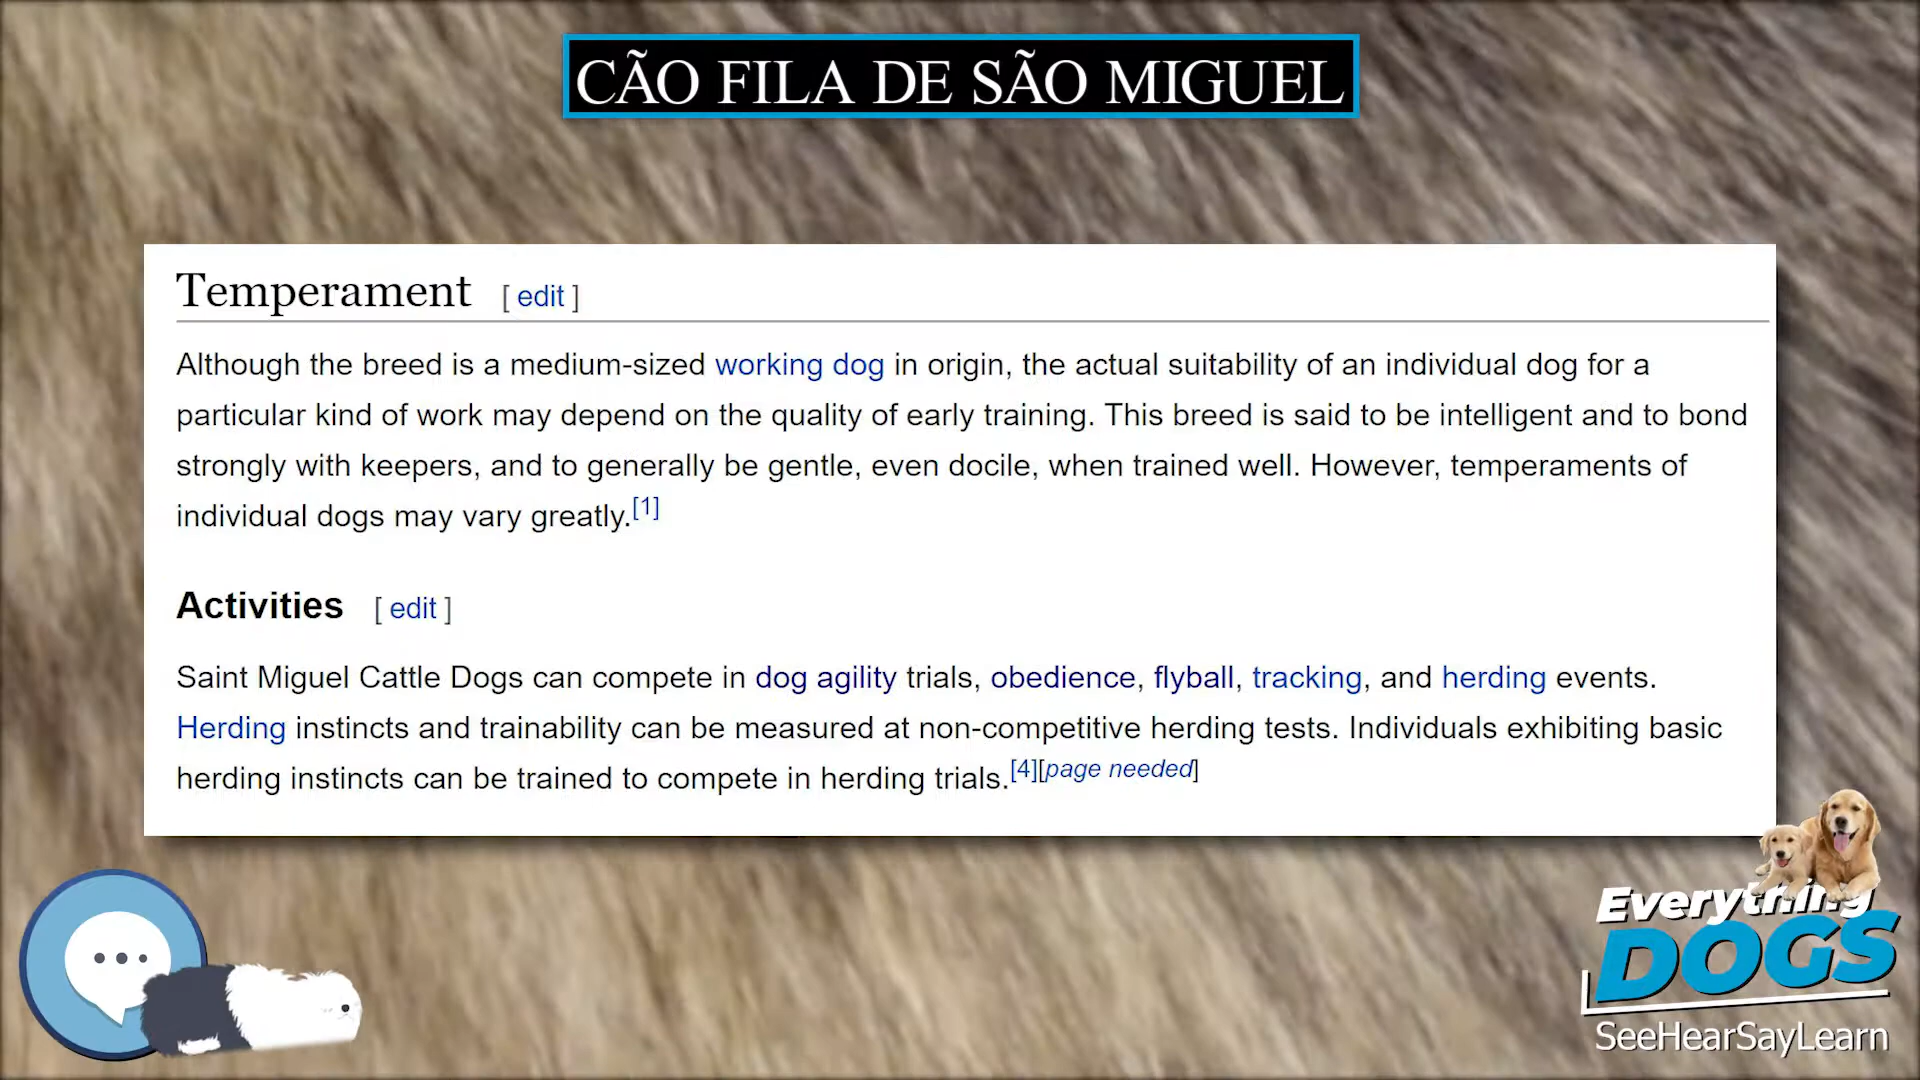 CÃO FILA DE SÃO MIGUEL
Temperament [ edit ]
Although the breed is a medium-sized working dog in origin, the actual suitability of an individual dog for a
particular kind of work may depend on the quality of early training. This breed is said to be intelligent and to bond
strongly with keepers, and to generally be gentle, even docile, when trained well. However, temperaments of
individual dogs may vary greatly.[1]
Activities [ edit ]
Saint Miguel Cattle Dogs can compete in dog agility trials, obedience, flyball, tracking, and herding events.
Herding instincts and trainability can be measured at non-competitive herding tests. Individuals exhibiting basic
herding instincts can be trained to compete in herding trials.[4][page needed]
Everything
DOGS
SeeHearSayLearn